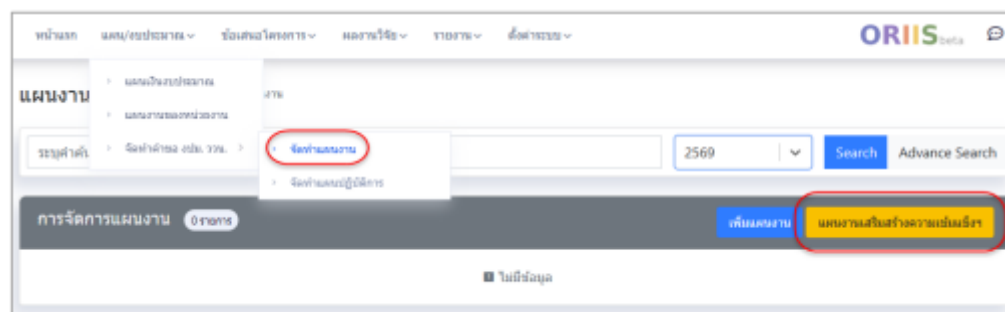 หน้าแรก แผน/งบประมาณ ข้อเสนอโครงการ ผลงานวิจัย รายงาน ตั้งค่าระบบ ORIIS beta
แผนเงินงบประมาณ
แผนงาน งาน
แผนงานของหน่วยงาน
ระบุคำค้น จัดทำคำของ งปม. ววน. จัดทำแผนงาน 2569 Search Advance Search
จัดทำแผนปฏิบัติการ
การจัดการแผนงาน 0 รายการ เพิ่มแผนงาน แผนงานเสริมสร้างความเข้มแข็งฯ
ไม่มีข้อมูล